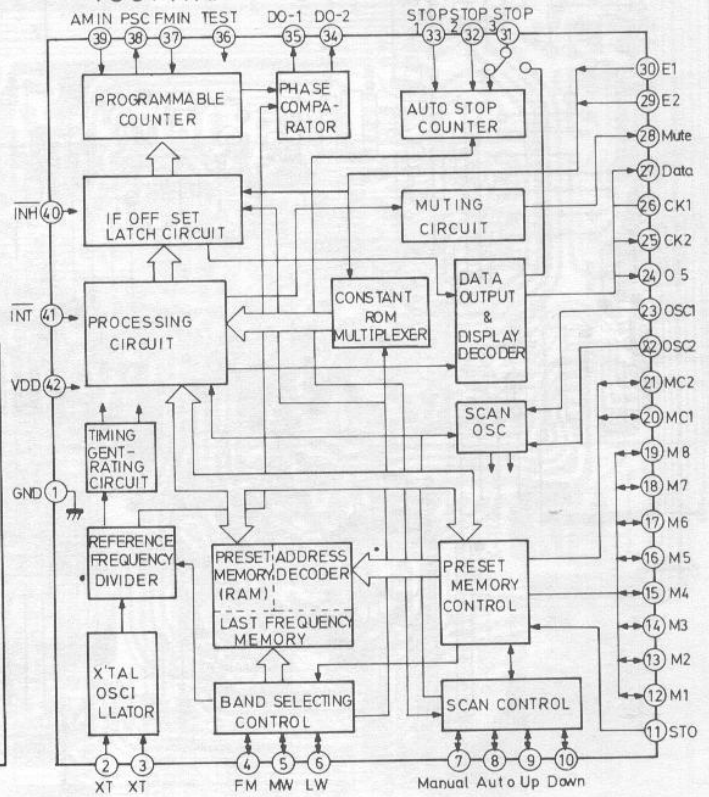 AMIN PSC FMIN TEST DO-1 DO-2 STOP STOP STOP
1 2 3
39 38 37 36 35 34 33 32 31
PROGRAMMABLE
COUNTER
PHASE
COMPA-
RATOR
AUTO STOP
COUNTER
30 E1
29 E2
28 Mute
27 Data
26 CK1
25 CK2
24 O 5
23 OSC1
22 OSC2
21 MC2
20 MC1
19 M8
18 M7
17 M6
16 M5
15 M4
14 M3
13 M2
12 M1
11 STO
INH 40
IF OFF SET
LATCH CIRCUIT
MUTING
CIRCUIT
INT 41
PROCESSING
CIRCUIT
CONSTANT
ROM
MULTIPLEXER
DATA
OUTPUT
&
DISPLAY
DECODER
VDD 42
SCAN
OSC
TIMING
GENT-
RATING
CIRCUIT
GND 1
REFERENCE
FREQUENCY
DIVIDER
PRESET
MEMORY
(RAM)
ADDRESS
DECODER
LAST FREQUENCY
MEMORY
PRESET
MEMORY
CONTROL
X'TAL
OSCI
LLATOR
BAND SELECTING
CONTROL
SCAN CONTROL
2 3 4 5 6 7 8 9 10
XT XT FM MW LW Manual Auto Up Down